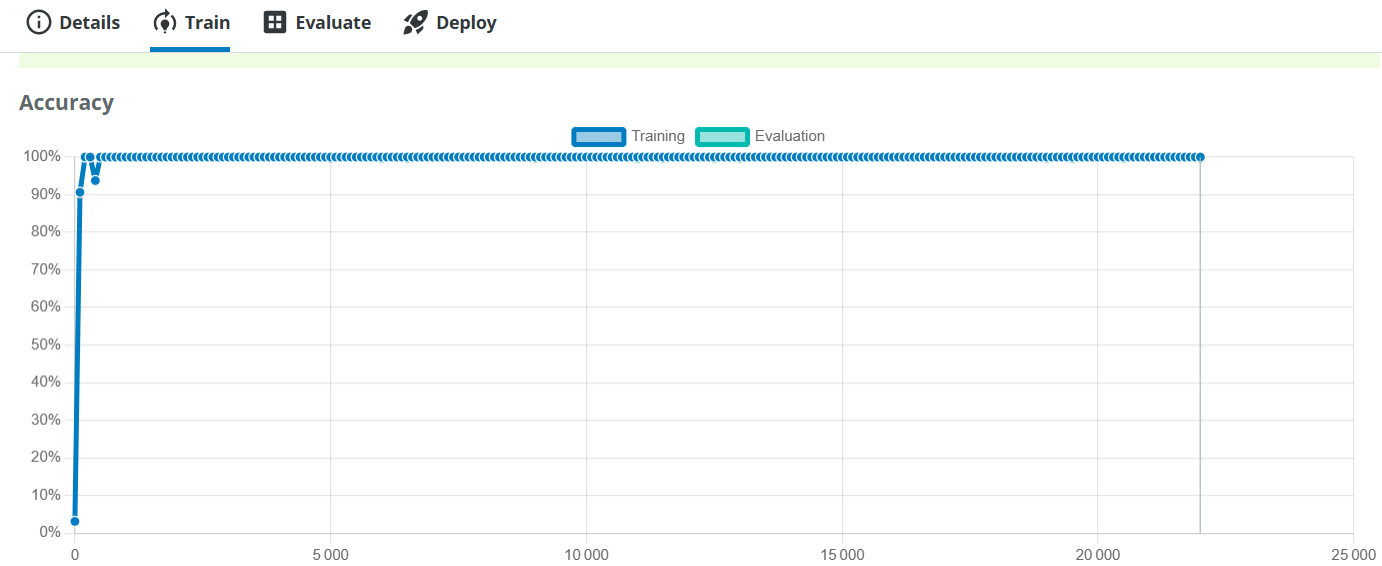 Details Train Evaluate Deploy
Accuracy
Training Evaluation
100%
90%
80%
70%
60%
50%
40%
30%
20%
10%
0%
0 5 000 10 000 15 000 20 000 25 000